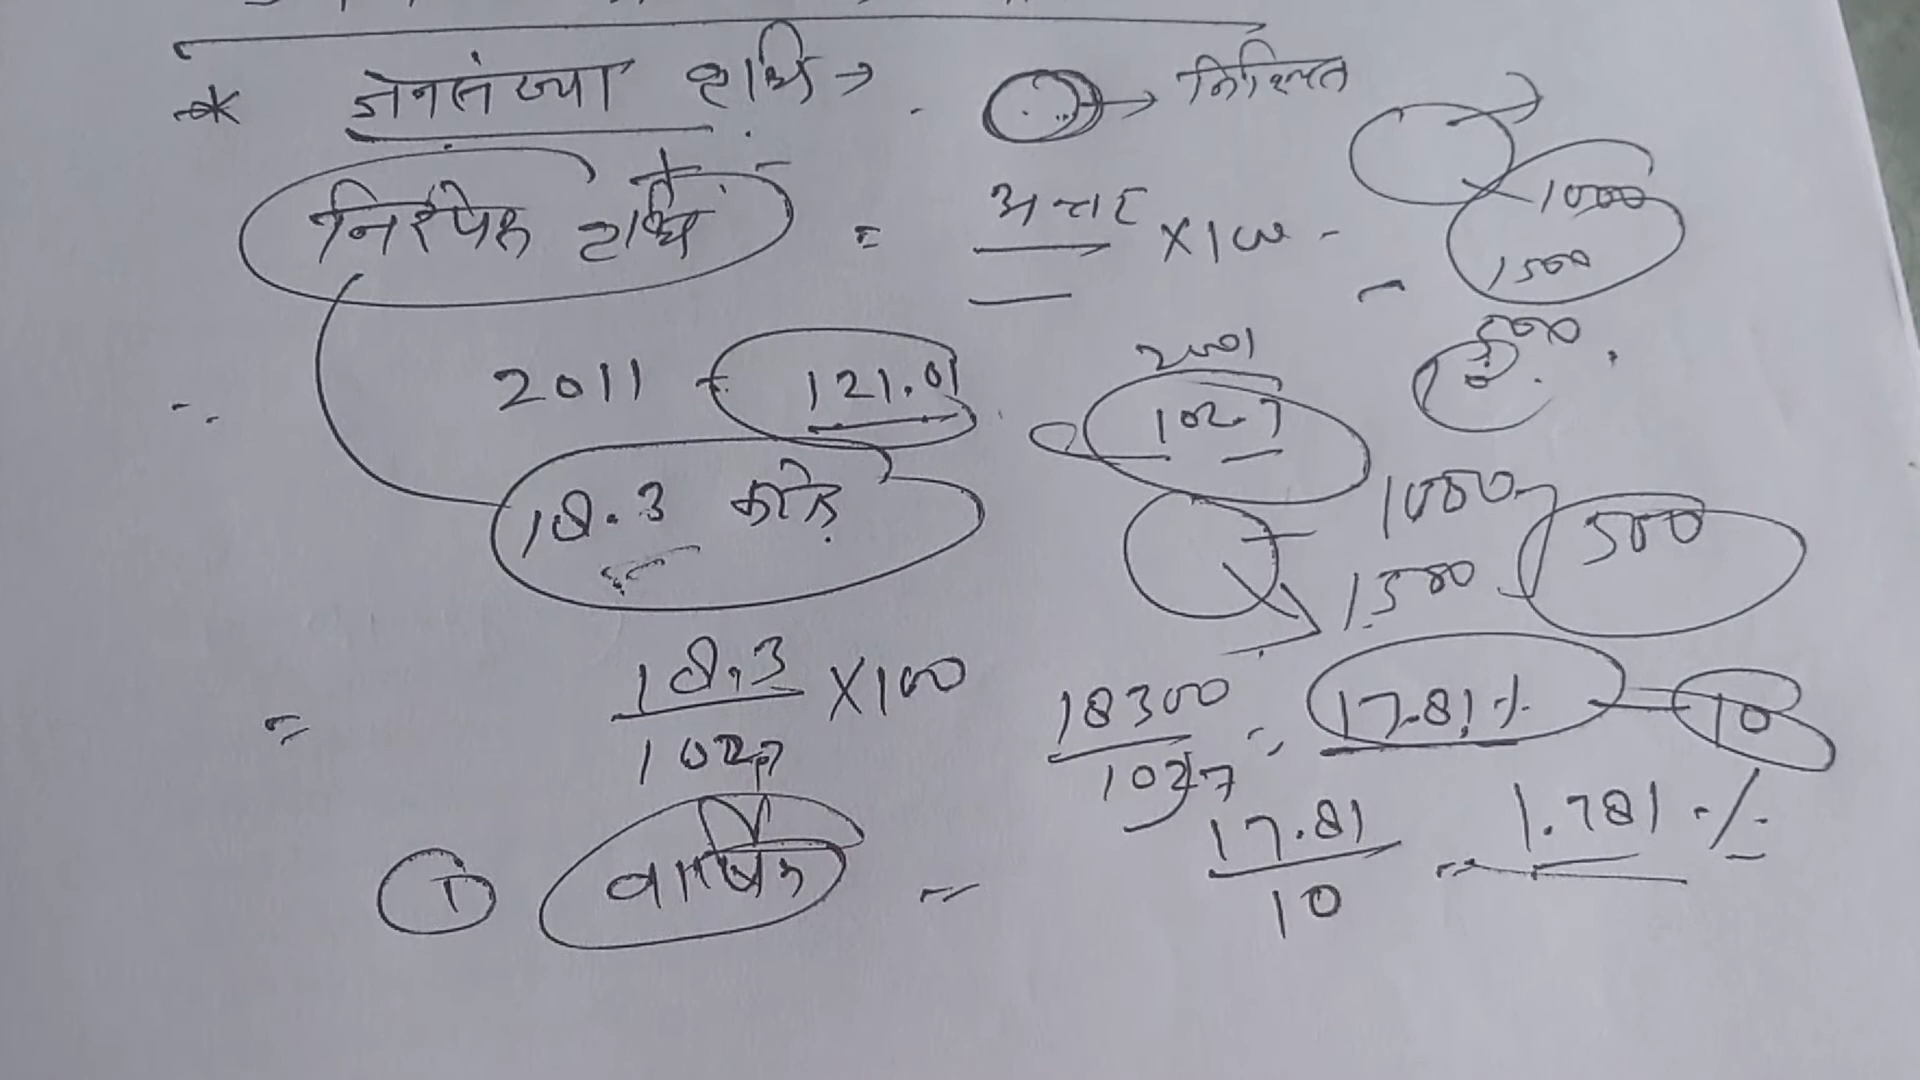 * जनसंख्या वृद्धि → निश्चित
निरपेक्ष वृद्धि = अन्तर × 100
1000
1500
500
2011 - 121.01
2001
102.7
18.3 करोड़
1000
1500
500
= 18.3 / 102.7 × 100
18300 / 1027 = 17.81% = 10
① वार्षिक = 17.81 / 10 = 1.781 %